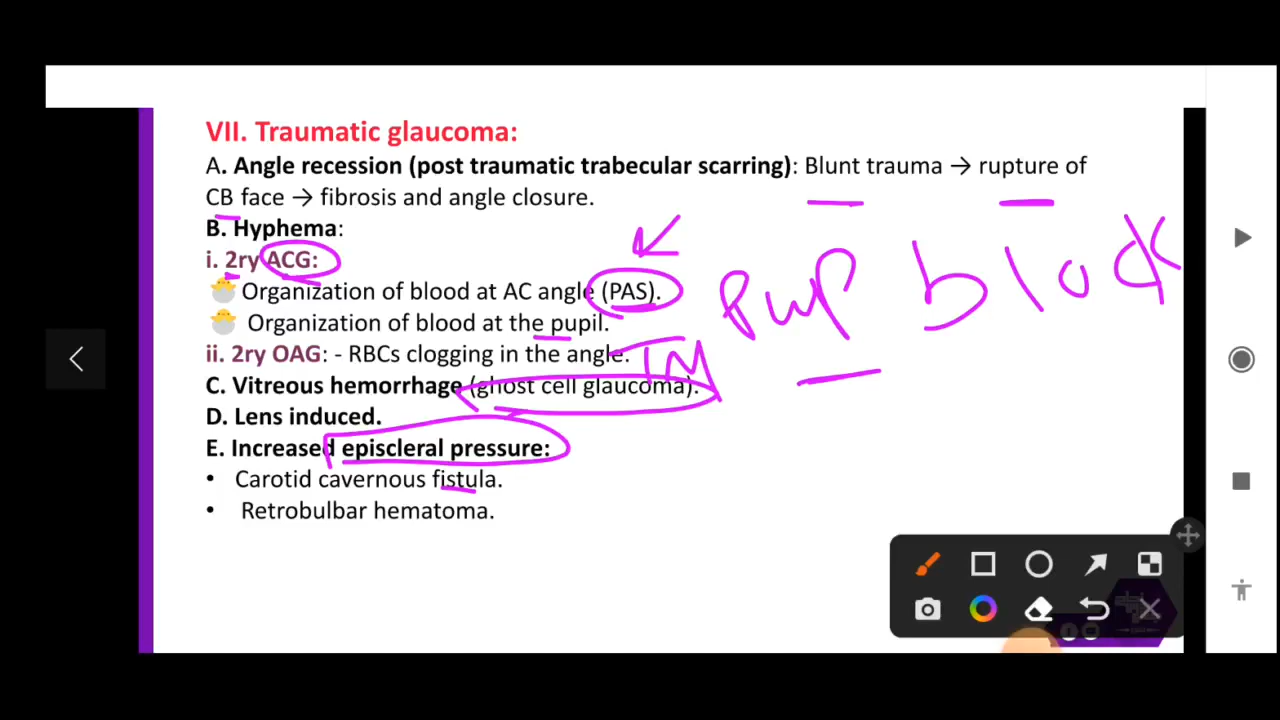 VII. Traumatic glaucoma:
A. Angle recession (post traumatic trabecular scarring): Blunt trauma → rupture of
CB face → fibrosis and angle closure.
B. Hyphema:
i. 2ry ACG:
🐣 Organization of blood at AC angle (PAS).
🐣 Organization of blood at the pupil.
Pup block
ii. 2ry OAG: - RBCs clogging in the angle.
TM
C. Vitreous hemorrhage (ghost cell glaucoma).
D. Lens induced.
E. Increased episcleral pressure:
• Carotid cavernous fistula.
• Retrobulbar hematoma.